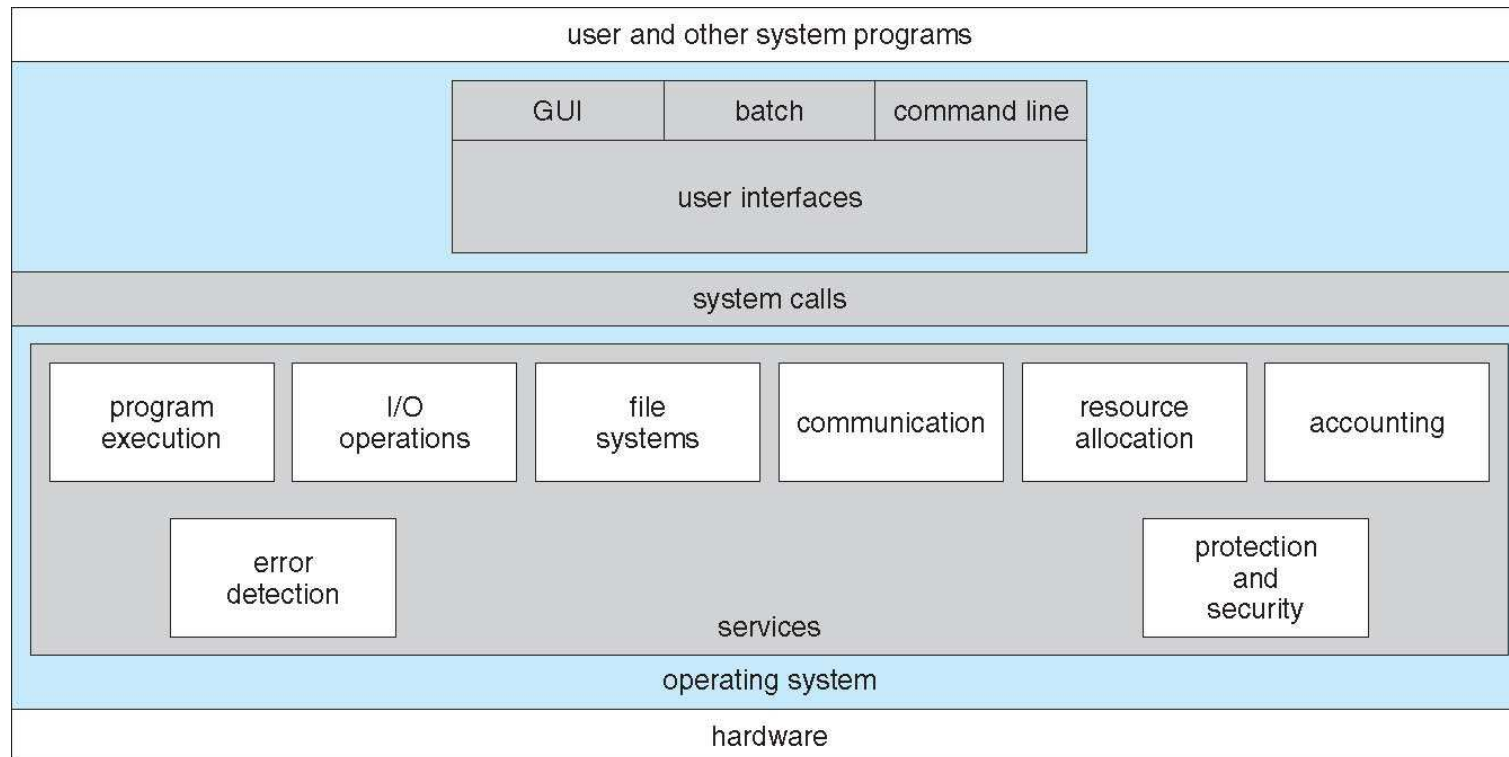 user and other system programs
GUI
batch
command line
user interfaces
system calls
program
execution
I/O
operations
file
systems
communication
resource
allocation
accounting
error
detection
protection
and
security
services
operating system
hardware